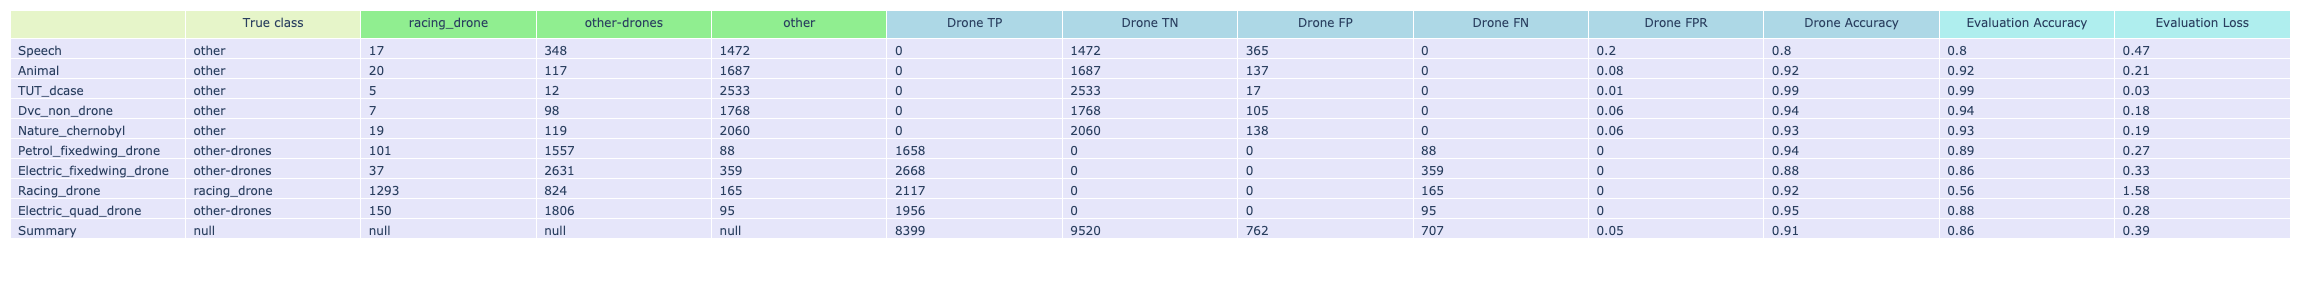 True class racing_drone other-drones other Drone TP Drone TN Drone FP Drone FN Drone FPR Drone Accuracy Evaluation Accuracy Evaluation Loss
Speech other 17 348 1472 0 1472 365 0 0.2 0.8 0.8 0.47
Animal other 20 117 1687 0 1687 137 0 0.08 0.92 0.92 0.21
TUT_dcase other 5 12 2533 0 2533 17 0 0.01 0.99 0.99 0.03
Dvc_non_drone other 7 98 1768 0 1768 105 0 0.06 0.94 0.94 0.18
Nature_chernobyl other 19 119 2060 0 2060 138 0 0.06 0.93 0.93 0.19
Petrol_fixedwing_drone other-drones 101 1557 88 1658 0 0 88 0 0.94 0.89 0.27
Electric_fixedwing_drone other-drones 37 2631 359 2668 0 0 359 0 0.88 0.86 0.33
Racing_drone racing_drone 1293 824 165 2117 0 0 165 0 0.92 0.56 1.58
Electric_quad_drone other-drones 150 1806 95 1956 0 0 95 0 0.95 0.88 0.28
Summary null null null null 8399 9520 762 707 0.05 0.91 0.86 0.39